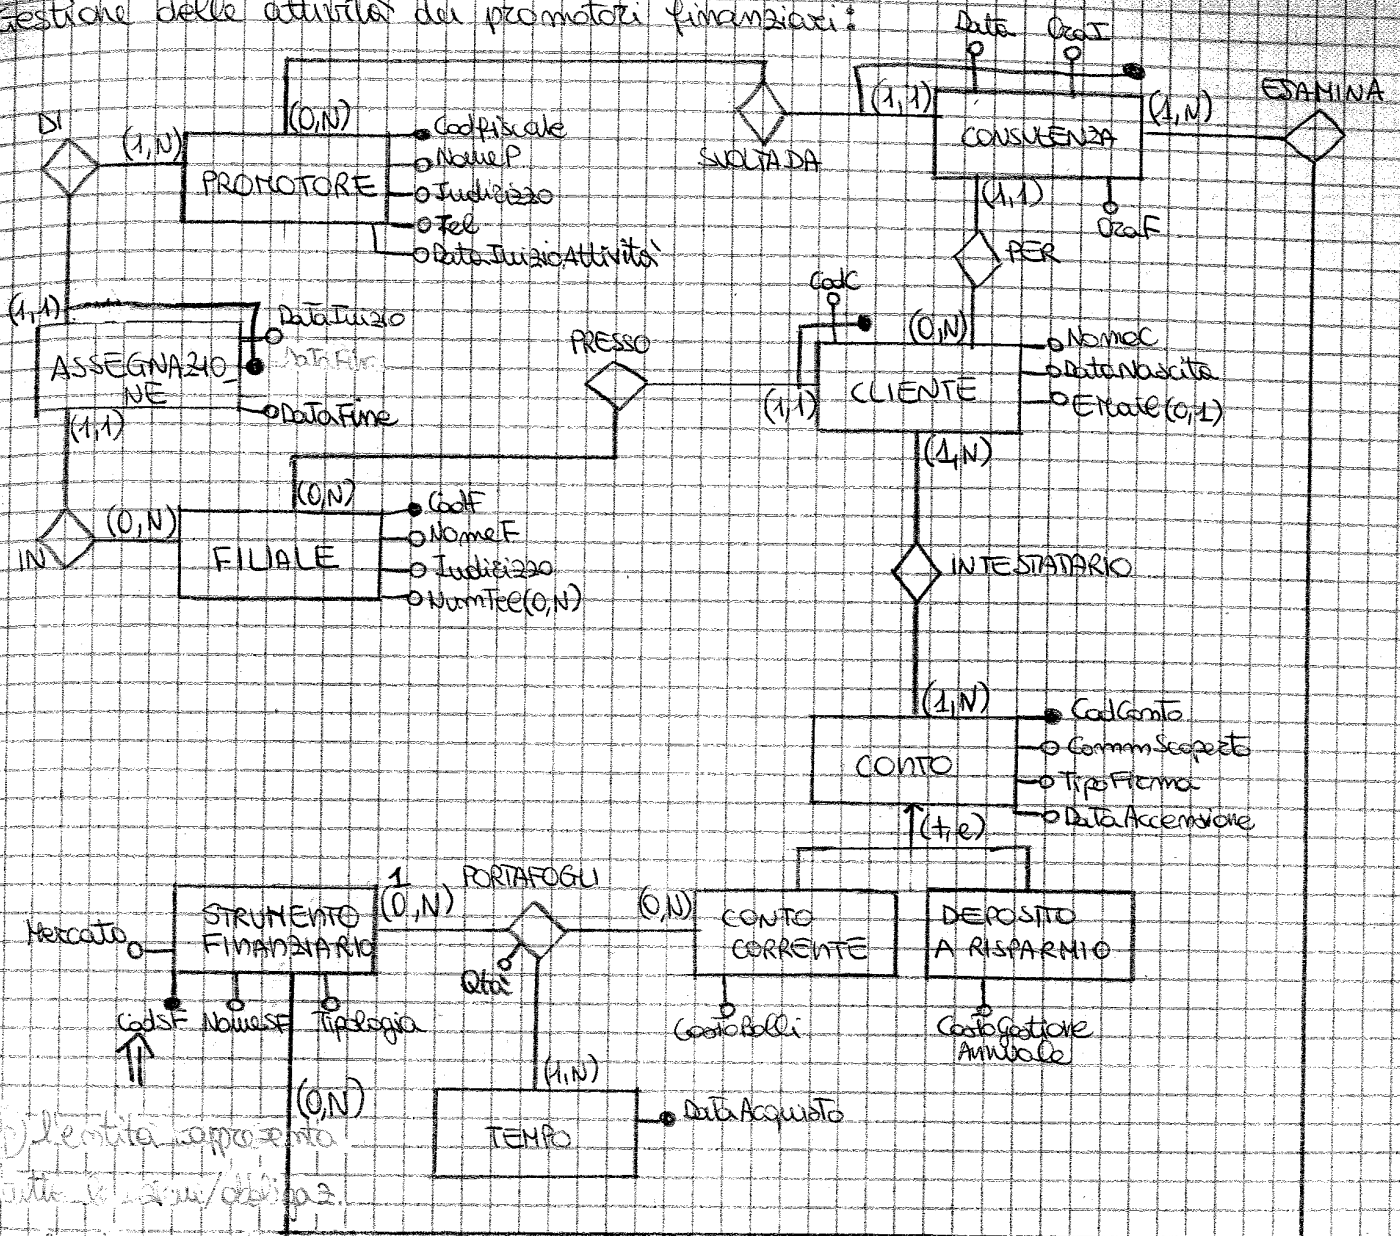 Gestione delle attività dei promotori finanziari:
Data OraI
ESAMINA
DI
(1,N)
(0,N)
PROMOTORE
CodFiscale
NomeP
Indirizzo
Tel
DataInizioAttività
SVOLTA DA
(1,1)
CONSULENZA
(1,N)
(1,1)
OraF
PER
CodC
(0,N)
(1,1)
ASSEGNAZIO_
NE
DataInizio
DataFin
DataFine
(1,1)
PRESSO
(1,1)
CLIENTE
NomeC
DataNascita
EMail(0,1)
(1,N)
(0,N)
IN
(0,N)
FILIALE
CodF
NomeF
Indirizzo
NumTel(0,N)
INTESTATARIO
(1,N)
CONTO
CodConto
CommScoperto
TipoFirma
DataAccensione
(t,e)
Mercato
STRUMENTO
FINANZIARIO
1
(0,N)
PORTAFOGLI
Qtà
(0,N)
CONTO
CORRENTE
DEPOSITO
A RISPARMIO
CodSF NomeSF Tipologia
CostoBolli
CostoGestione
Annuale
(0,N)
(1,N)
TEMPO
DataAcquisto
l'entità rappresenta